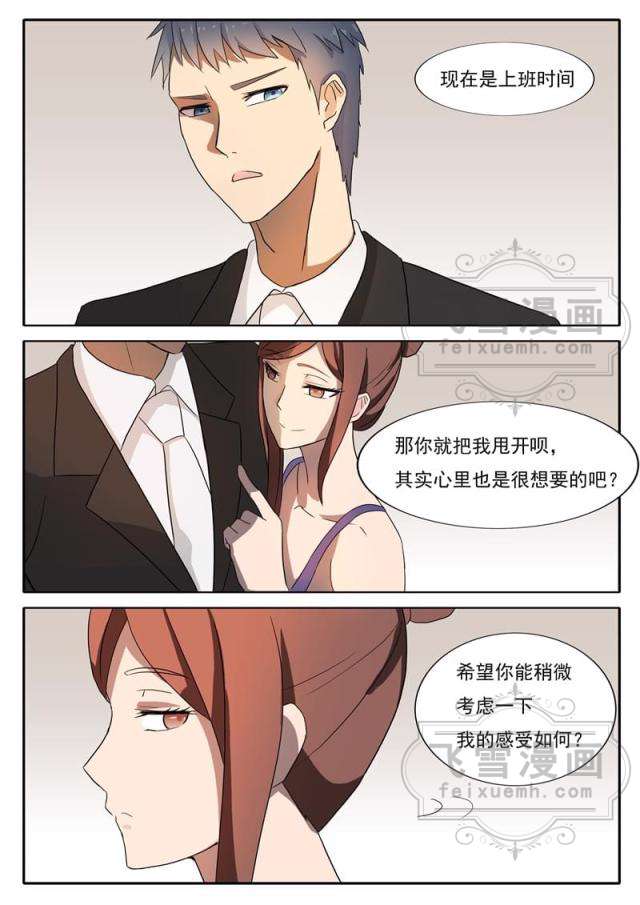 现在是上班时间
飞雪漫画
feixuemh.com
那你就把我甩开呗，
其实心里也是很想要的吧？
希望你能稍微
考虑一下
我的感受如何？
飞雪漫画
feixuemh.com